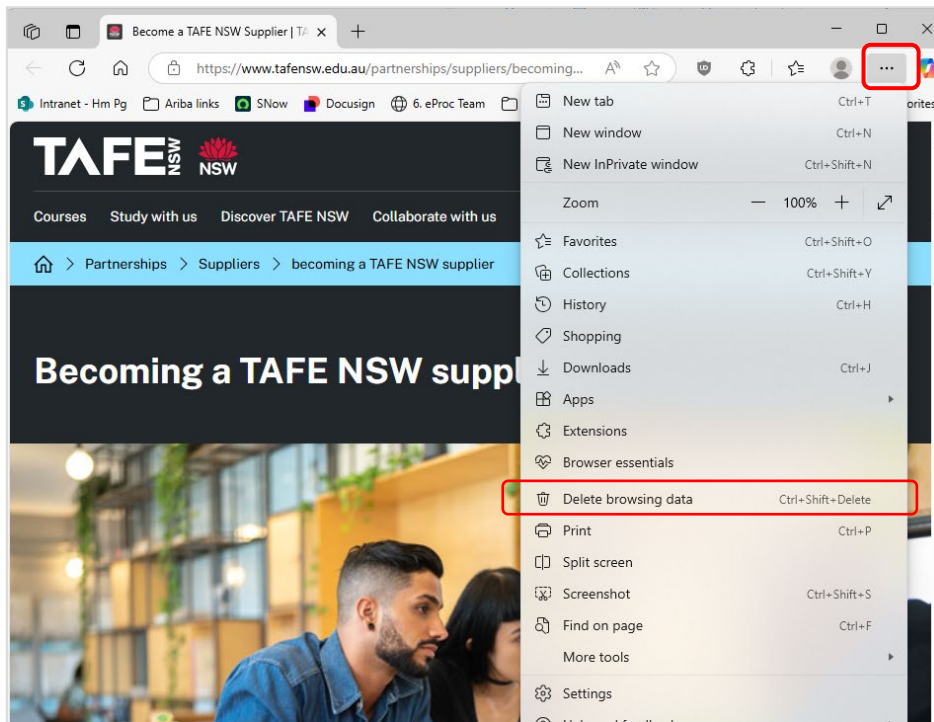 Become a TAFE NSW Supplier | TA
https://www.tafensw.edu.au/partnerships/suppliers/becoming...
Intranet - Hm Pg Ariba links SNow Docusign 6. eProc Team orites
TAFE NSW NSW
Courses Study with us Discover TAFE NSW Collaborate with us
Partnerships > Suppliers > becoming a TAFE NSW supplier
Becoming a TAFE NSW suppl
New tab Ctrl+T
New window Ctrl+N
New InPrivate window Ctrl+Shift+N
Zoom — 100% +
Favorites Ctrl+Shift+O
Collections Ctrl+Shift+Y
History Ctrl+H
Shopping
Downloads Ctrl+J
Apps
Extensions
Browser essentials
Delete browsing data Ctrl+Shift+Delete
Print Ctrl+P
Split screen
Screenshot Ctrl+Shift+S
Find on page Ctrl+F
More tools
Settings